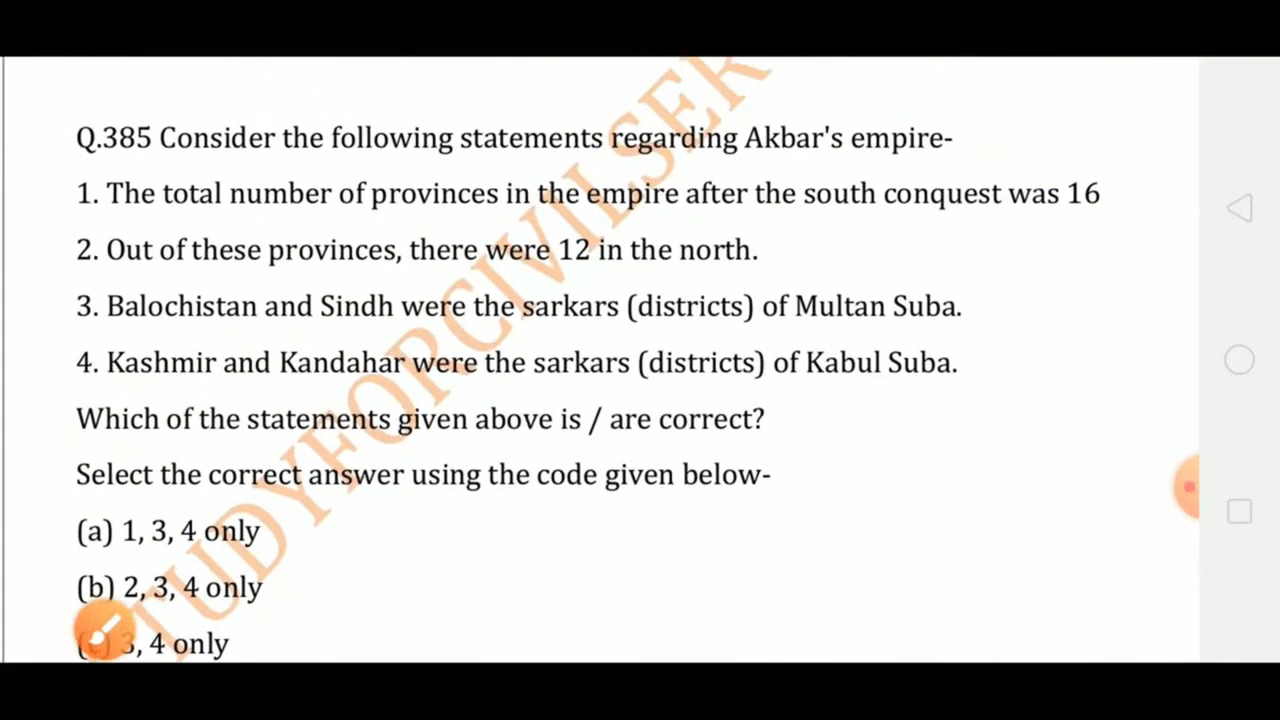 Q.385 Consider the following statements regarding Akbar's empire-
1. The total number of provinces in the empire after the south conquest was 16
2. Out of these provinces, there were 12 in the north.
3. Balochistan and Sindh were the sarkars (districts) of Multan Suba.
4. Kashmir and Kandahar were the sarkars (districts) of Kabul Suba.
Which of the statements given above is / are correct?
Select the correct answer using the code given below-
(a) 1, 3, 4 only
(b) 2, 3, 4 only
(c) 3, 4 only
TUDYFORCIVILSER